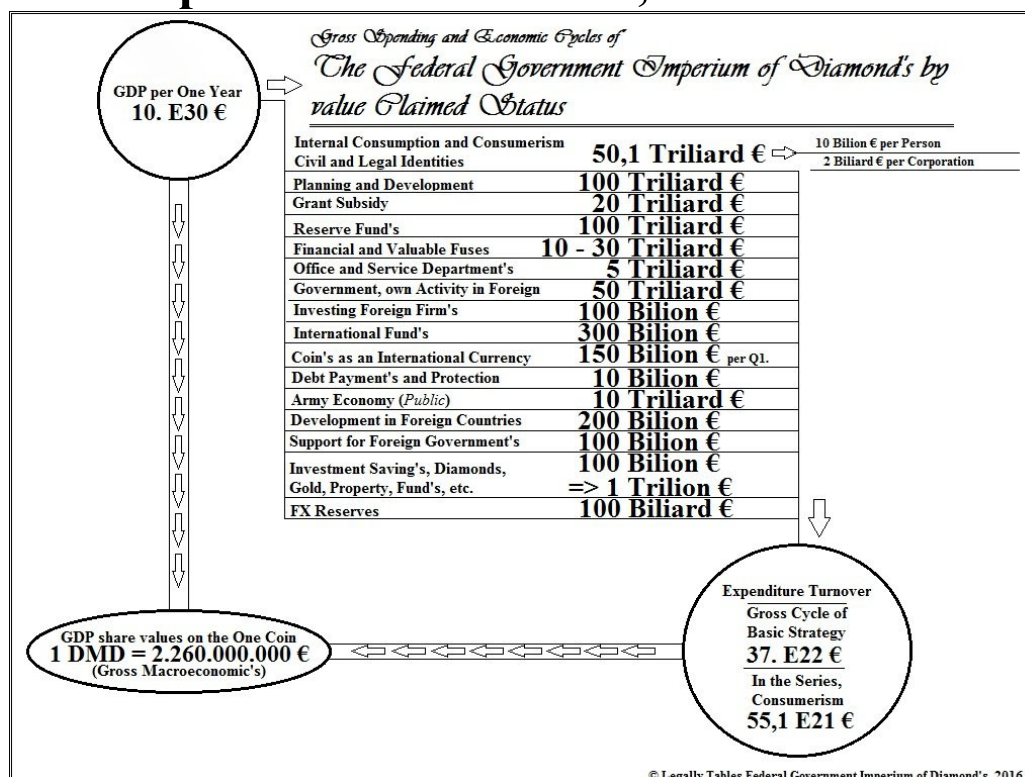 GDP per One Year
10. E30 €
Gross Spending and Economic Cycles of
The Federal Government Imperium of Diamond's by
value Claimed Status
Internal Consumption and Consumerism
Civil and Legal Identities
50,1 Triliard €
10 Bilion € per Person
2 Biliard € per Corporation
Planning and Development 100 Triliard €
Grant Subsidy 20 Triliard €
Reserve Fund's 100 Triliard €
Financial and Valuable Fuses 10 - 30 Triliard €
Office and Service Department's 5 Triliard €
Government, own Activity in Foreign 50 Triliard €
Investing Foreign Firm's 100 Bilion €
International Fund's 300 Bilion €
Coin's as an International Currency 150 Bilion € per Q1.
Debt Payment's and Protection 10 Bilion €
Army Economy (Public) 10 Triliard €
Development in Foreign Countries 200 Bilion €
Support for Foreign Government's 100 Bilion €
Investment Saving's, Diamonds, 100 Bilion €
Gold, Property, Fund's, etc. => 1 Trilion €
FX Reserves 100 Biliard €
Expenditure Turnover
Gross Cycle of
Basic Strategy
37. E22 €
In the Series,
Consumerism
55,1 E21 €
GDP share values on the One Coin
1 DMD = 2.260.000.000 €
(Gross Macroeconomic's)
© Legally Tables Federal Government Imperium of Diamond's, 2016